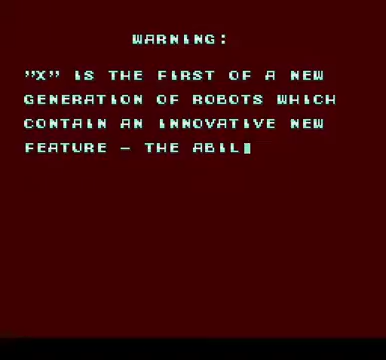 WARNING:
"X" IS THE FIRST OF A NEW
GENERATION OF ROBOTS WHICH
CONTAIN AN INNOVATIVE NEW
FEATURE - THE ABIL